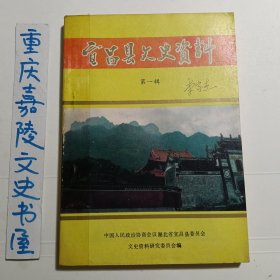 重庆嘉陵文史书屋
宜昌县文史资料
第一辑
中国人民政治协商会议湖北省宜昌县委员会
文史资料研究委员会编